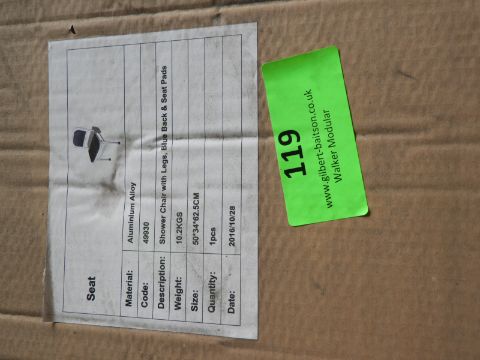 Seat
Material: Aluminium Alloy
Code: 49930
Description: Shower Chair with Legs, Blue Back & Seat Pads
Weight: 10.2KGS
Size: 50*34*62.5CM
Quantity: 1pcs
Date: 2016/10/28
119
www.gilbert-baitson.co.uk
Walker Modular